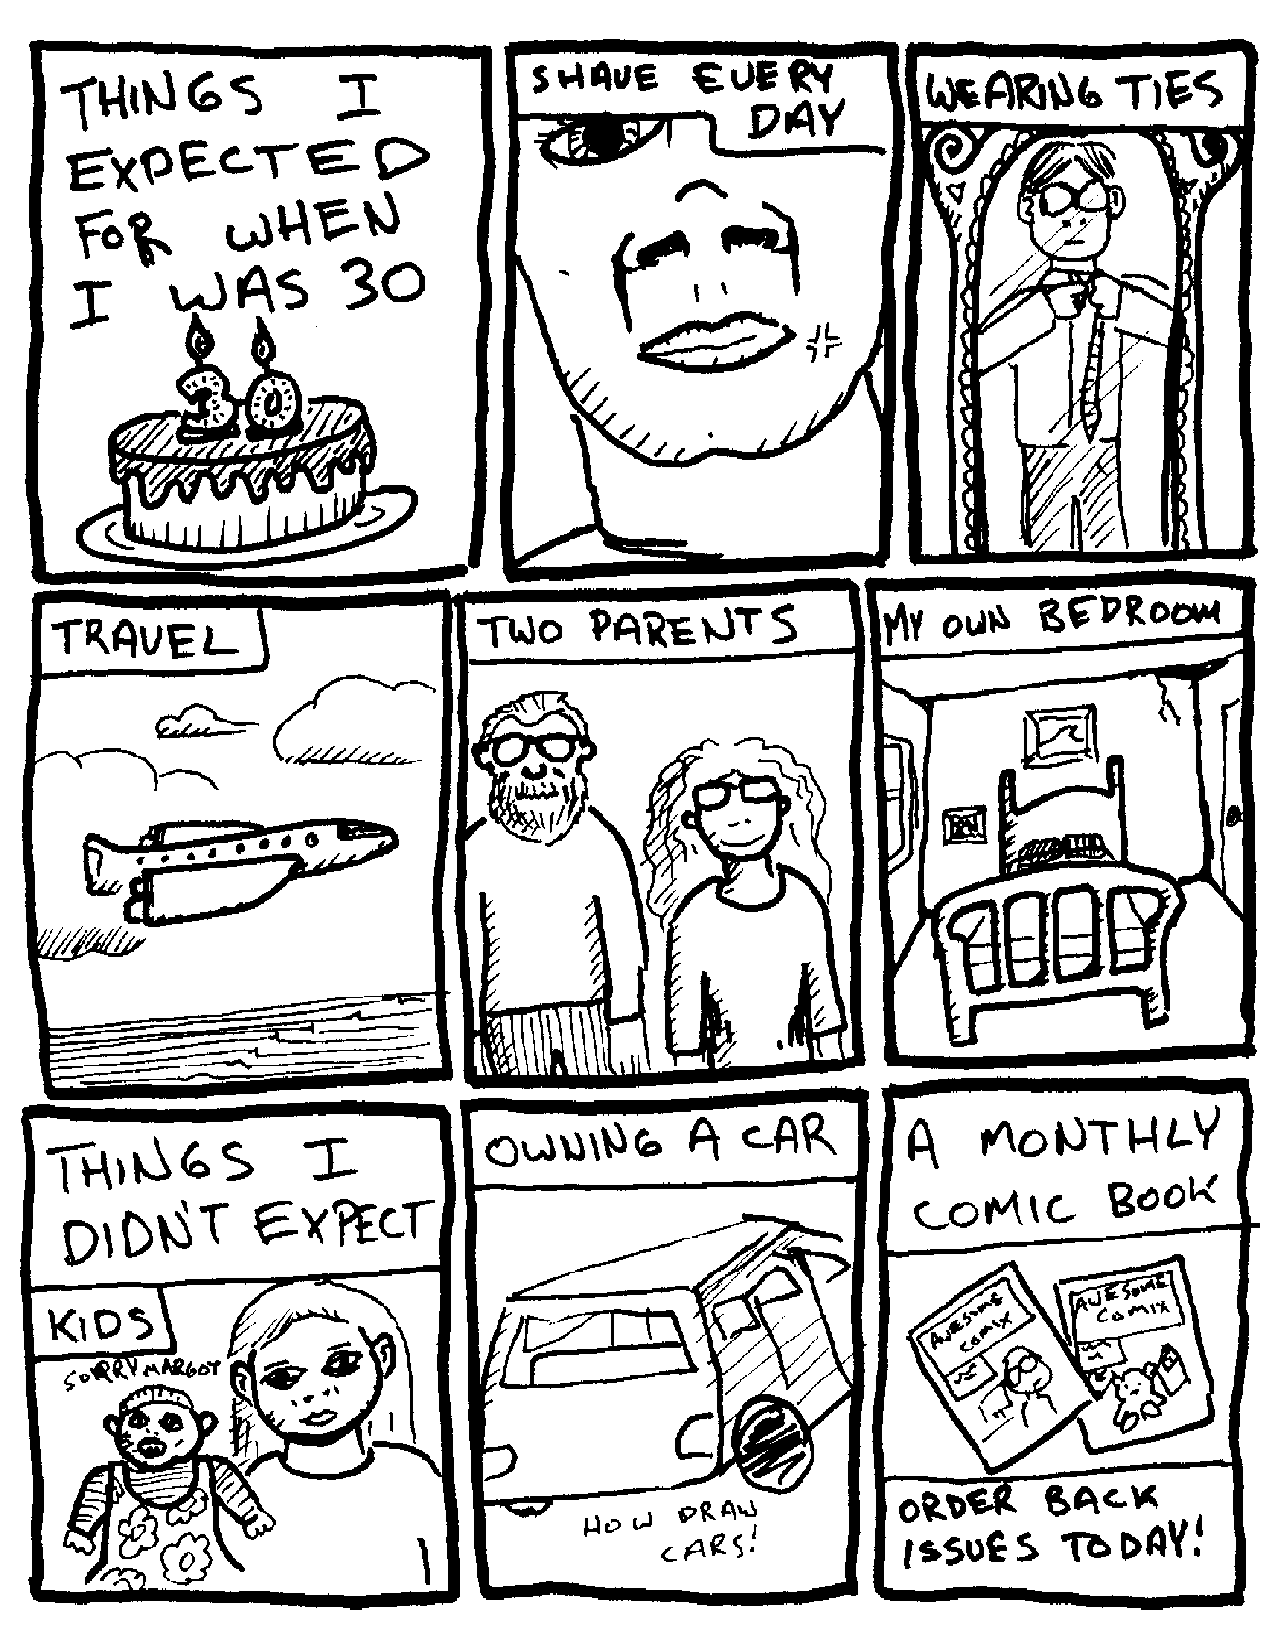 THINGS I
EXPECTED
FOR WHEN
I WAS 30
30
SHAVE EVERY
DAY
WEARING TIES
TRAVEL
TWO PARENTS
MY OWN BEDROOM
THINGS I
DIDN'T EXPECT
KIDS
SORRY MARGOT
OWNING A CAR
HOW DRAW
CARS!
A MONTHLY
COMIC BOOK
AWESOME
COMIX
AWESOME
COMIX
ORDER BACK
ISSUES TODAY!